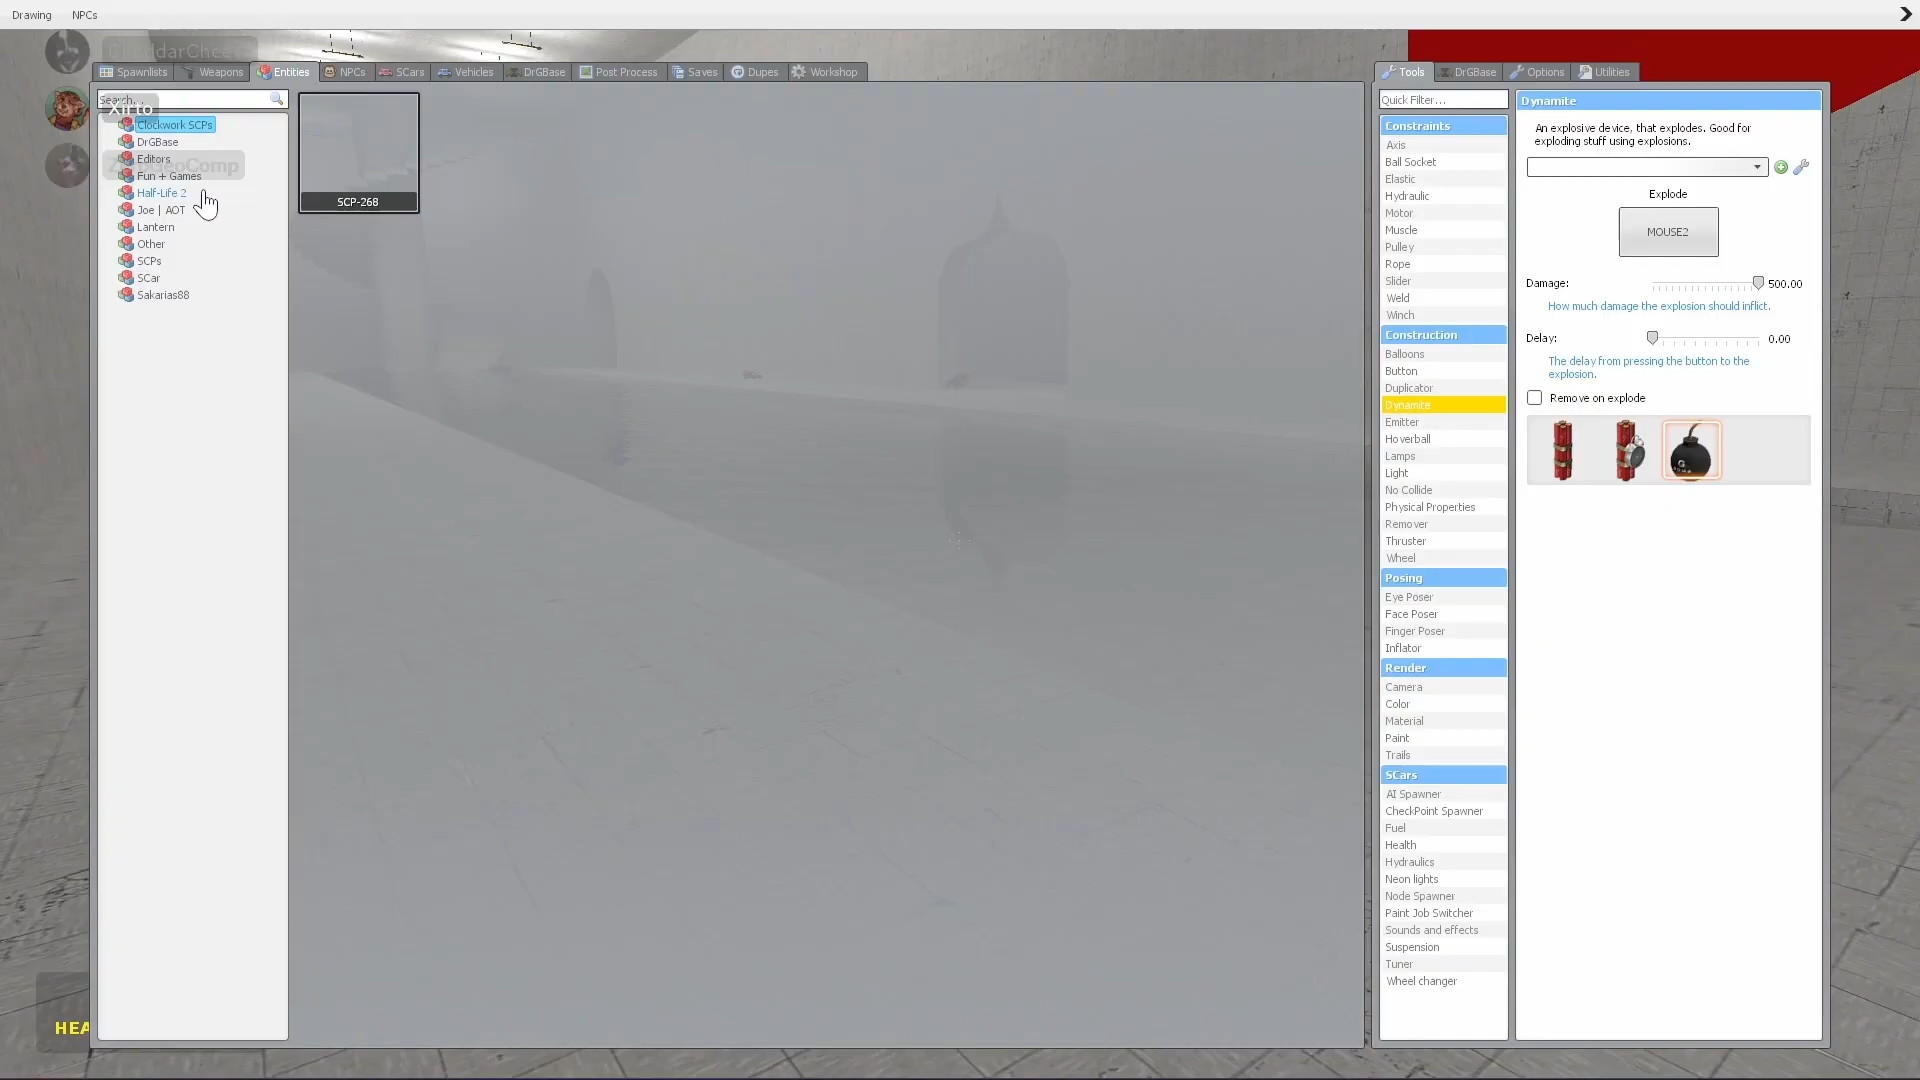 Drawing NPCs
CheddarChee
Spawnlists Weapons Entities NPCs SCars Vehicles DrGBase Post Process Saves Dupes Workshop
Search...
Xirto
Clockwork SCPs
DrGBase
Editors
Fun + Games
Half-Life 2
Joe | AOT
Lantern
Other
SCPs
SCar
Sakarias88
SCP-268
HEA
Tools DrGBase Options Utilities
Quick Filter...
Constraints
Axis
Ball Socket
Elastic
Hydraulic
Motor
Muscle
Pulley
Rope
Slider
Weld
Winch
Construction
Balloons
Button
Duplicator
Dynamite
Emitter
Hoverball
Lamps
Light
No Collide
Physical Properties
Remover
Thruster
Wheel
Posing
Eye Poser
Face Poser
Finger Poser
Inflator
Render
Camera
Color
Material
Paint
Trails
SCars
AI Spawner
CheckPoint Spawner
Fuel
Health
Hydraulics
Neon lights
Node Spawner
Paint Job Switcher
Sounds and effects
Suspension
Tuner
Wheel changer
Dynamite
An explosive device, that explodes. Good for
exploding stuff using explosions.
Explode
MOUSE2
Damage: 500.00
How much damage the explosion should inflict.
Delay: 0.00
The delay from pressing the button to the
explosion.
Remove on explode